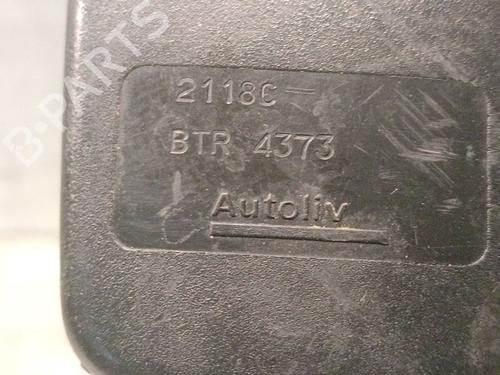 B-PARTS
2118C-
BTR 4373
Autoliv